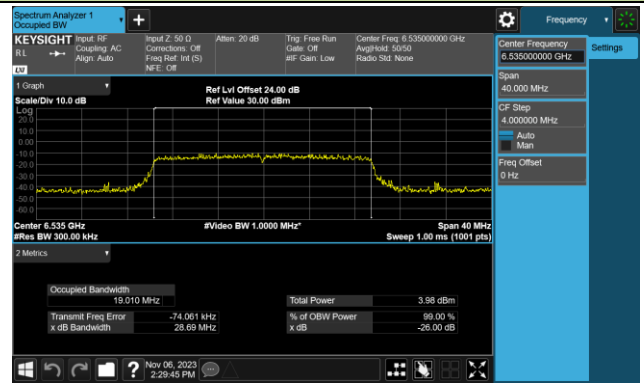 Spectrum Analyzer 1
Occupied BW
+
Frequency
KEYSIGHT Input: RF Input Z: 50 Ω Atten: 20 dB Trig: Free Run Center Freq: 6.535000000 GHz
RL Coupling: AC Corrections: Off Gate: Off Avg|Hold: 50/50
Align: Auto Freq Ref: Int (S) #IF Gain: Low Radio Std: None
NFE: Off
LXI
Center Frequency
6.535000000 GHz
Settings
Span
40.000 MHz
CF Step
4.000000 MHz
Auto
Man
Freq Offset
0 Hz
1 Graph
Ref Lvl Offset 24.00 dB
Scale/Div 10.0 dB Ref Value 30.00 dBm
Log
20.0
10.0
0.00
-10.0
-20.0
-30.0
-40.0
-50.0
-60.0
Center 6.535 GHz #Video BW 1.0000 MHz* Span 40 MHz
#Res BW 300.00 kHz Sweep 1.00 ms (1001 pts)
2 Metrics
Occupied Bandwidth
19.010 MHz Total Power 3.98 dBm
Transmit Freq Error -74.061 kHz % of OBW Power 99.00 %
x dB Bandwidth 28.69 MHz x dB -26.00 dB
? Nov 06, 2023
2:29:45 PM